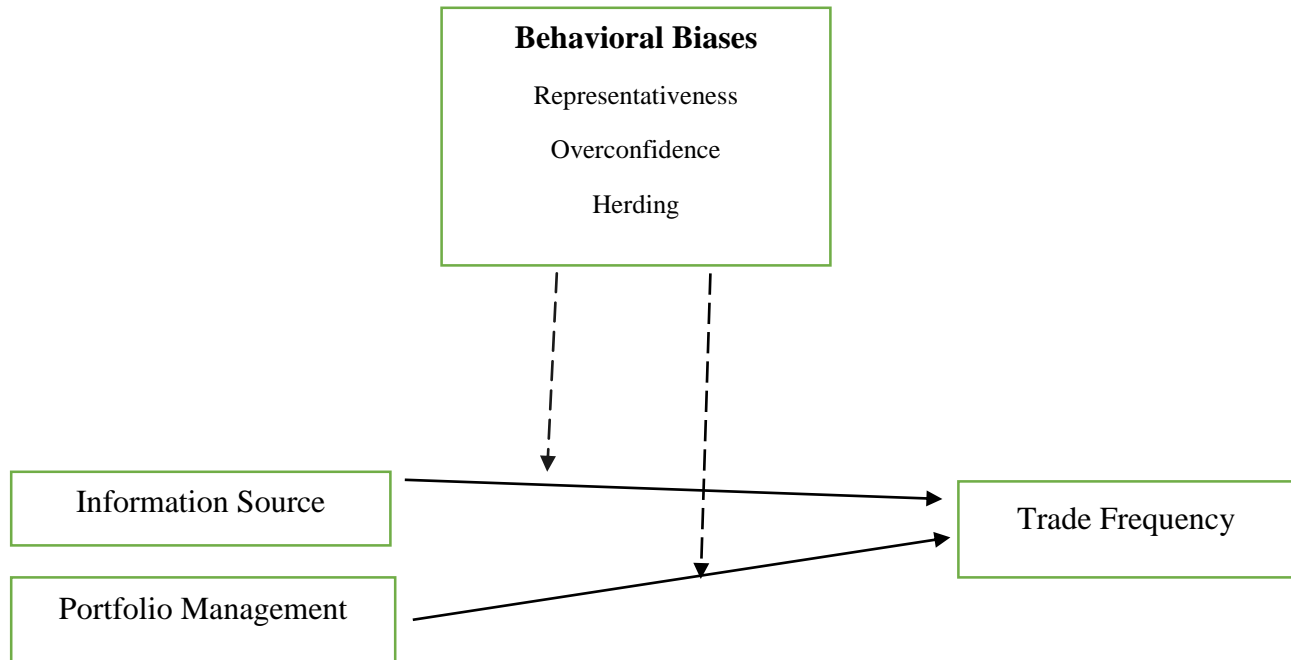 Behavioral Biases
Representativeness
Overconfidence
Herding
Information Source
Trade Frequency
Portfolio Management